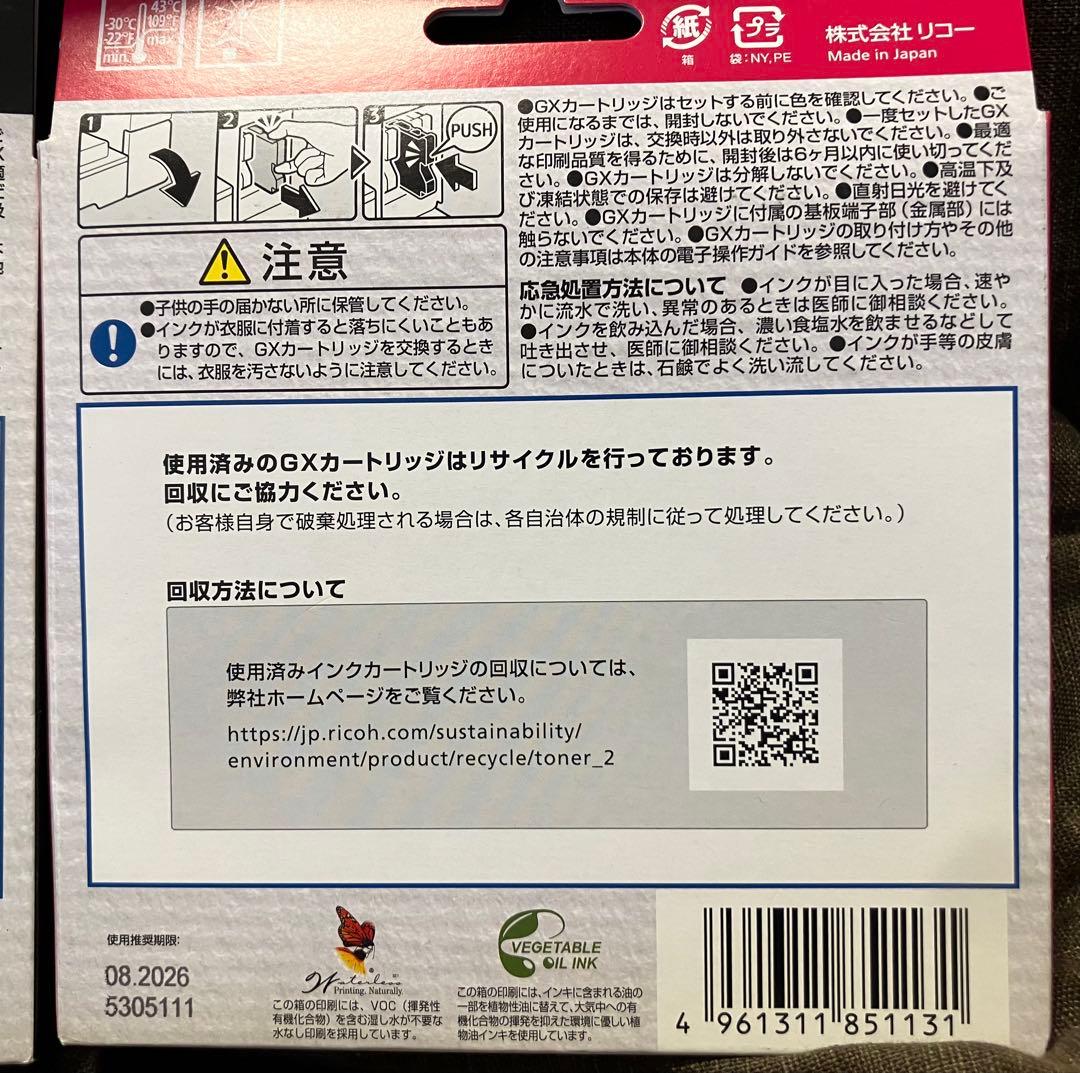 -30°C
-22°F
min.
43°C
109°F
max.
紙
箱
プラ
袋：NY,PE
株式会社 リコー
Made in Japan
1
2
3
PUSH
●GXカートリッジはセットする前に色を確認してください。●ご
使用になるまでは、開封しないでください。●一度セットしたGX
カートリッジは、交換時以外は取り外さないでください。●最適
な印刷品質を得るために、開封後は6ヶ月以内に使い切ってくだ
さい。●GXカートリッジは分解しないでください。●高温下及
び凍結状態での保存は避けてください。●直射日光を避けてく
ださい。●GXカートリッジに付属の基板端子部（金属部）には
触らないでください。●GXカートリッジの取り付け方やその他
の注意事項は本体の電子操作ガイドを参照してください。
注意
●子供の手の届かない所に保管してください。
●インクが衣服に付着すると落ちにくいこともあ
りますので、GXカートリッジを交換するとき
には、衣服を汚さないように注意してください。
応急処置方法について ●インクが目に入った場合、速や
かに流水で洗い、異常のあるときは医師に御相談ください。
●インクを飲み込んだ場合、濃い食塩水を飲ませるなどして
吐き出させ、医師に御相談ください。●インクが手等の皮膚
についたときは、石鹸でよく洗い流してください。
使用済みのGXカートリッジはリサイクルを行っております。
回収にご協力ください。
（お客様自身で破棄処理される場合は、各自治体の規制に従って処理してください。）
回収方法について
使用済みインクカートリッジの回収については、
弊社ホームページをご覧ください。
https://jp.ricoh.com/sustainability/
environment/product/recycle/toner_2
使用推奨期限:
08.2026
5305111
Waterless
Printing. Naturally.
この箱の印刷には、VOC（揮発性
有機化合物）を含む湿し水が不要な
水なし印刷を採用しています。
VEGETABLE
OIL INK
この箱の印刷には、インキに含まれる油の
一部を植物性油に替えて、大気中への有
機化合物の揮発を抑えた環境に優しい植
物油インキを使用しています。
4 961311 851131